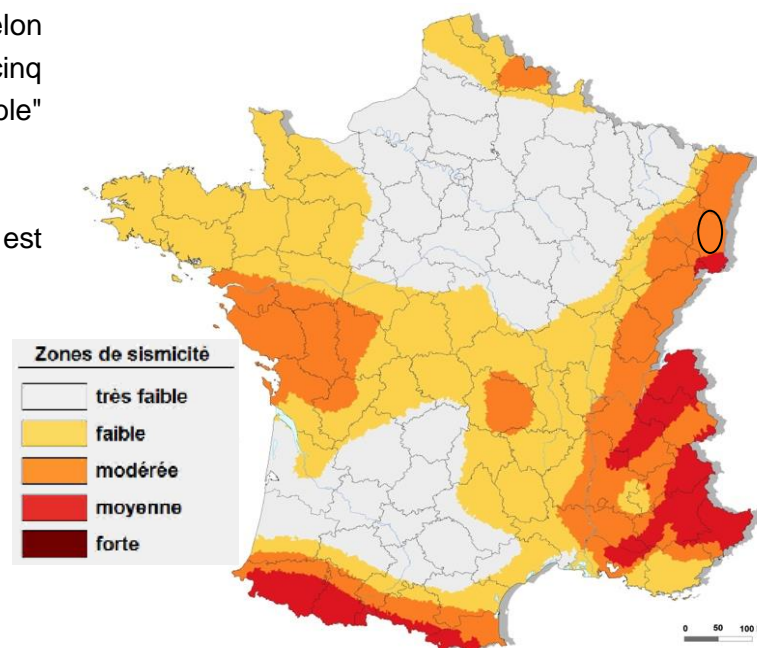 elon
cinq
ble"
est
Zones de sismicité
très faible
faible
modérée
moyenne
forte
0 50 100